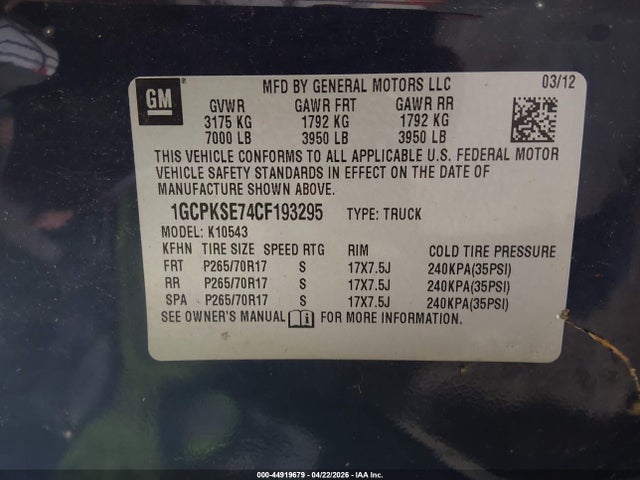 GM
MFD BY GENERAL MOTORS LLC 03/12
GVWR GAWR FRT GAWR RR
3175 KG 1792 KG 1792 KG
7000 LB 3950 LB 3950 LB
THIS VEHICLE CONFORMS TO ALL APPLICABLE U.S. FEDERAL MOTOR
VEHICLE SAFETY STANDARDS IN EFFECT ON THE DATE OF
MANUFACTURE SHOWN ABOVE.
1GCPKSE74CF193295 TYPE: TRUCK
MODEL: K10543
KFHN TIRE SIZE SPEED RTG RIM COLD TIRE PRESSURE
FRT P265/70R17 S 17X7.5J 240KPA(35PSI)
RR P265/70R17 S 17X7.5J 240KPA(35PSI)
SPA P265/70R17 S 17X7.5J 240KPA(35PSI)
SEE OWNER'S MANUAL FOR MORE INFORMATION.
000-44919679 - 04/22/2026 - IAA Inc.